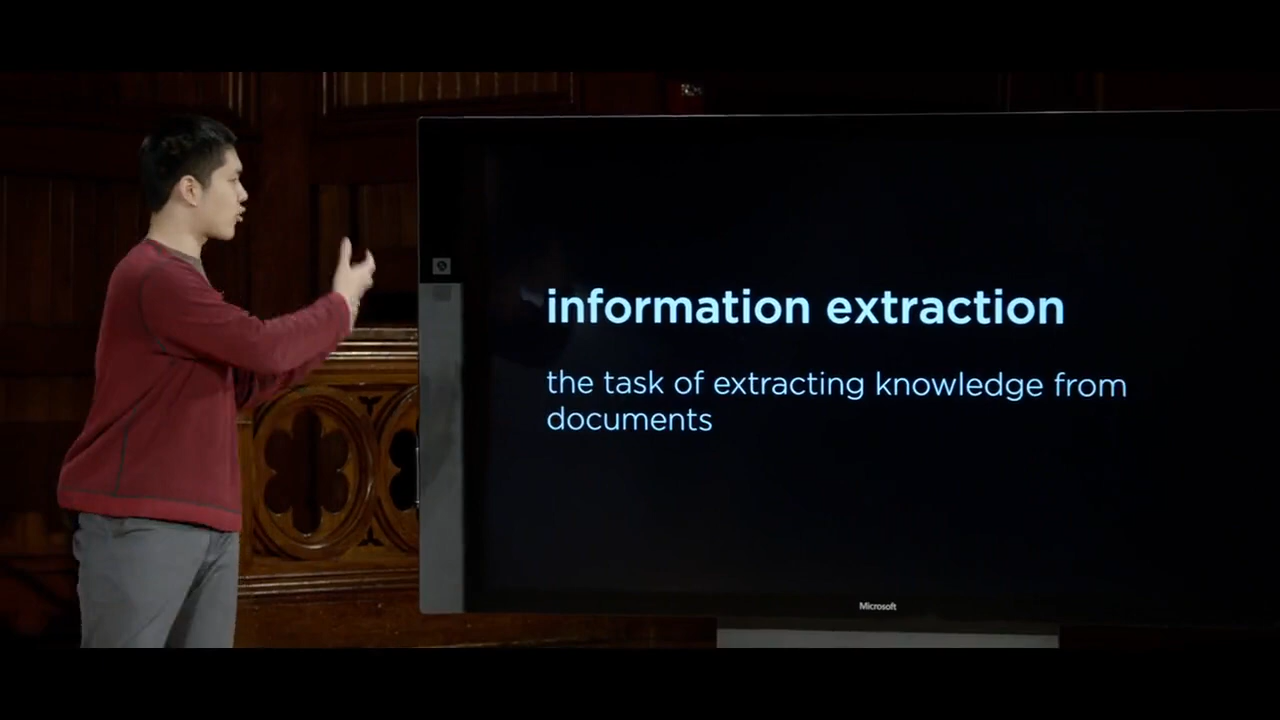 information extraction
the task of extracting knowledge from
documents
Microsoft